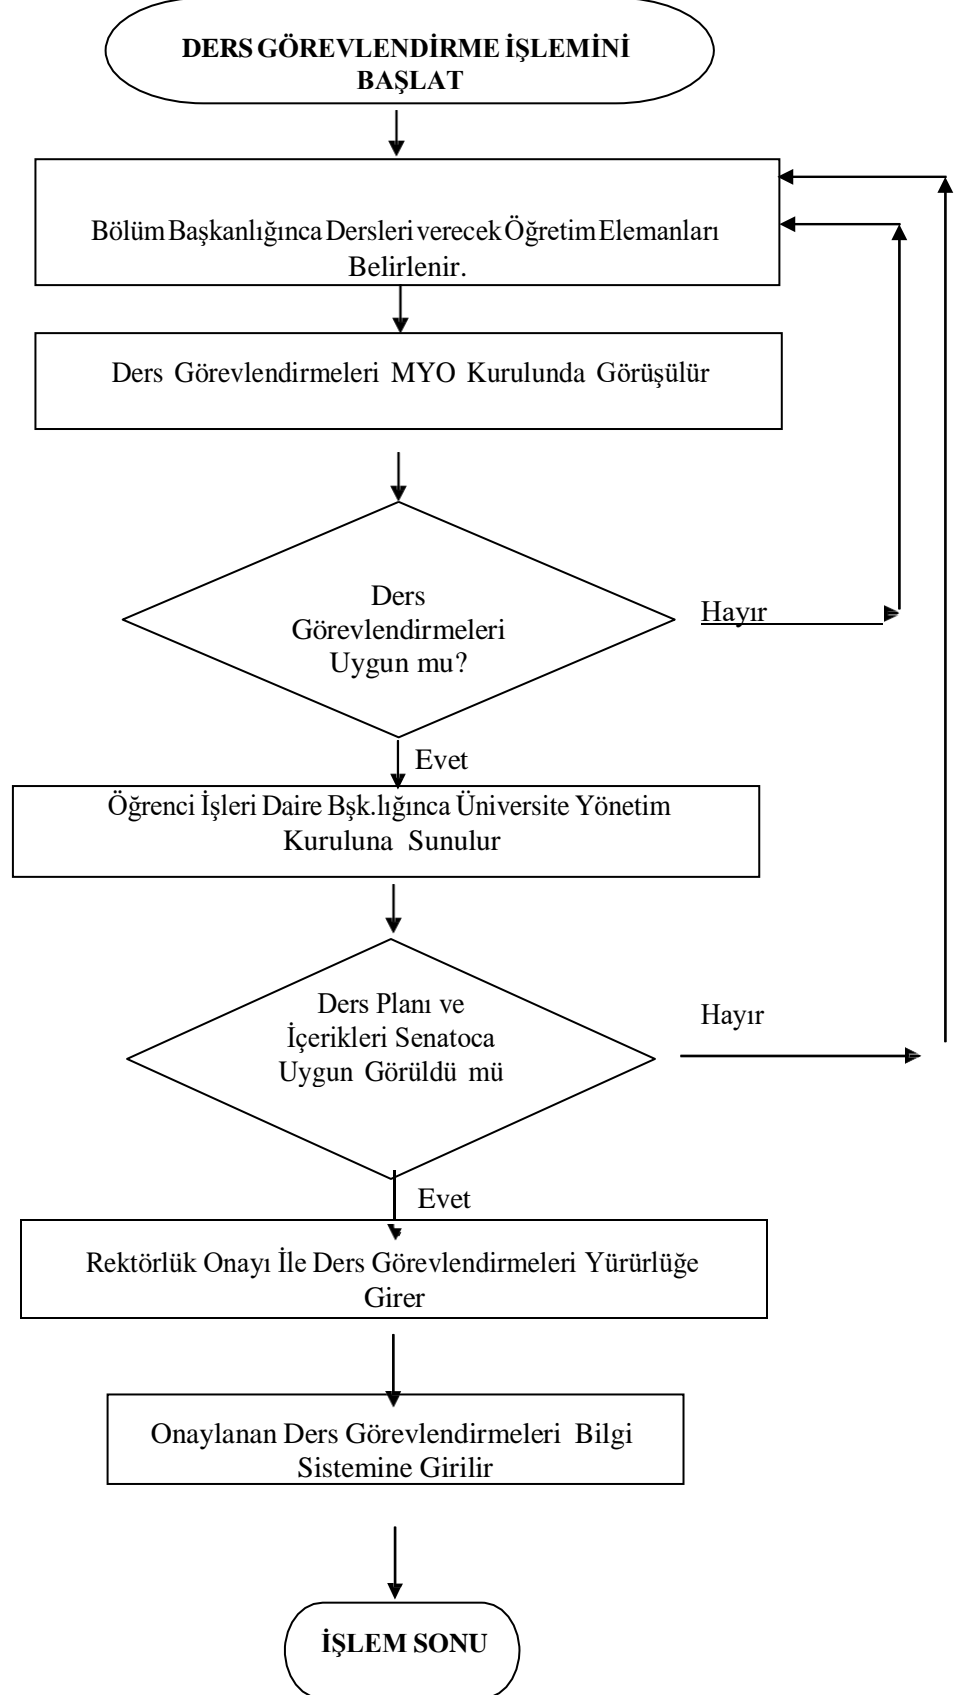 DERS GÖREVLENDİRME İŞLEMİNİ
BAŞLAT
Bölüm Başkanlığınca Dersleri verecek Öğretim Elemanları
Belirlenir.
Ders Görevlendirmeleri MYO Kurulunda Görüşülür
Ders
Görevlendirmeleri
Uygun mu?
Hayır
Evet
Öğrenci İşleri Daire Bşk.lığınca Üniversite Yönetim
Kuruluna Sunulur
Ders Planı ve
İçerikleri Senatoca
Uygun Görüldü mü
Hayır
Evet
Rektörlük Onayı İle Ders Görevlendirmeleri Yürürlüğe
Girer
Onaylanan Ders Görevlendirmeleri Bilgi
Sistemine Girilir
İŞLEM SONU